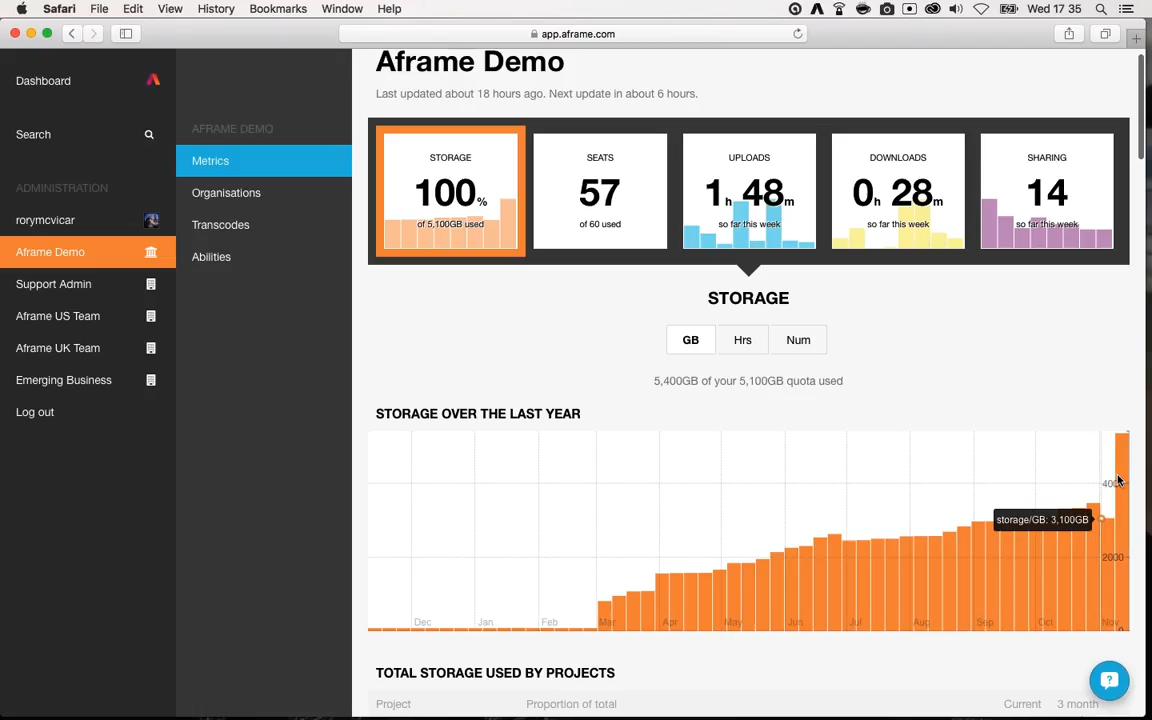 Safari File Edit View History Bookmarks Window Help Wed 17 35
app.aframe.com
Dashboard
Search
ADMINISTRATION
rorymcvicar
Aframe Demo
Support Admin
Aframe US Team
Aframe UK Team
Emerging Business
Log out
AFRAME DEMO
Metrics
Organisations
Transcodes
Abilities
Aframe Demo
Last updated about 18 hours ago. Next update in about 6 hours.
STORAGE
100%
of 5,100GB used
SEATS
57
of 60 used
UPLOADS
1h 48m
so far this week
DOWNLOADS
0h 28m
so far this week
SHARING
14
so far this week
STORAGE
GB Hrs Num
5,400GB of your 5,100GB quota used
STORAGE OVER THE LAST YEAR
storage/GB: 3,100GB
2000
0
Dec Jan Feb Mar Apr May Jun Jul Aug Sep Oct Nov
TOTAL STORAGE USED BY PROJECTS
Project Proportion of total Current 3 month